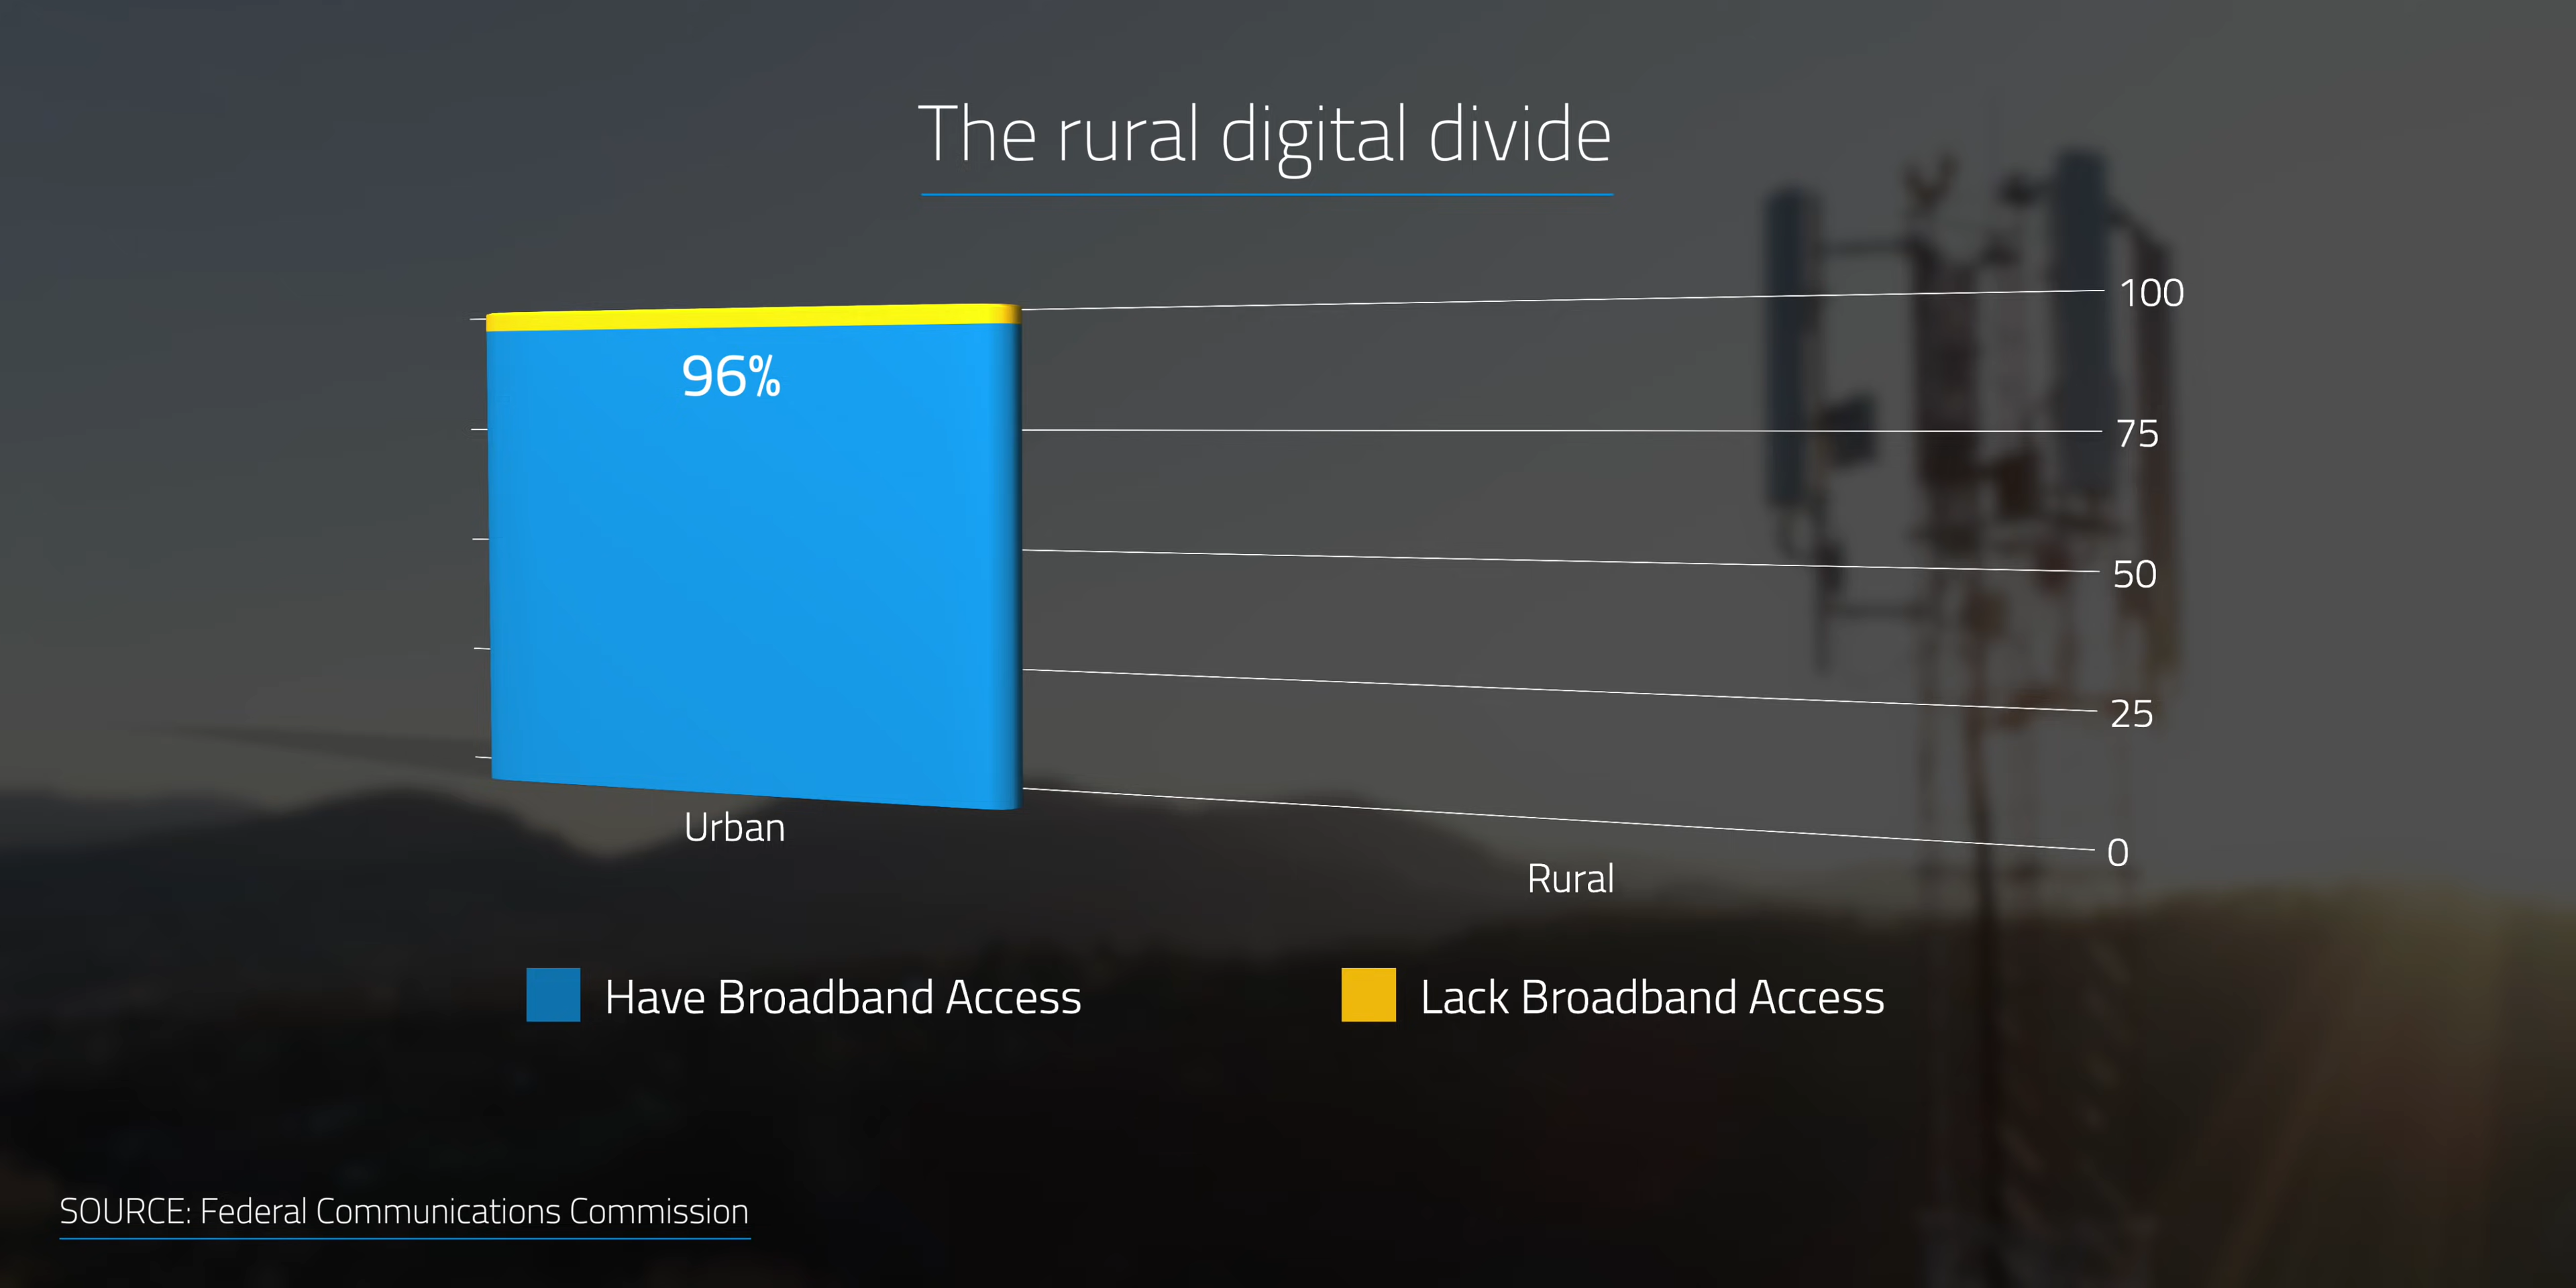 The rural digital divide
100
96%
75
50
25
0
Urban
Rural
Have Broadband Access
Lack Broadband Access
SOURCE: Federal Communications Commission